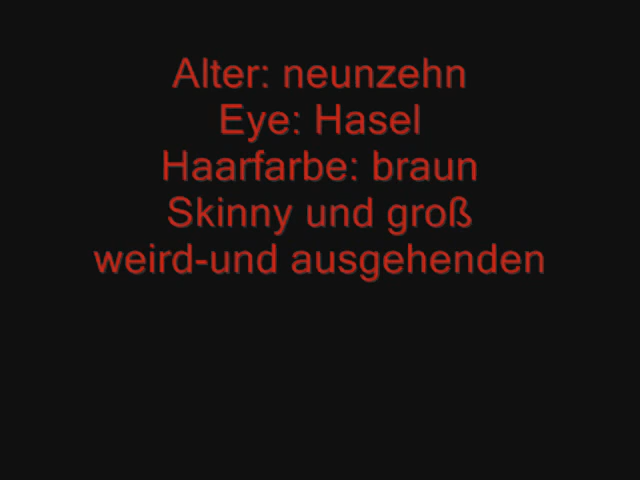 Alter: neunzehn
Eye: Hasel
Haarfarbe: braun
Skinny und groß
weird-und ausgehenden